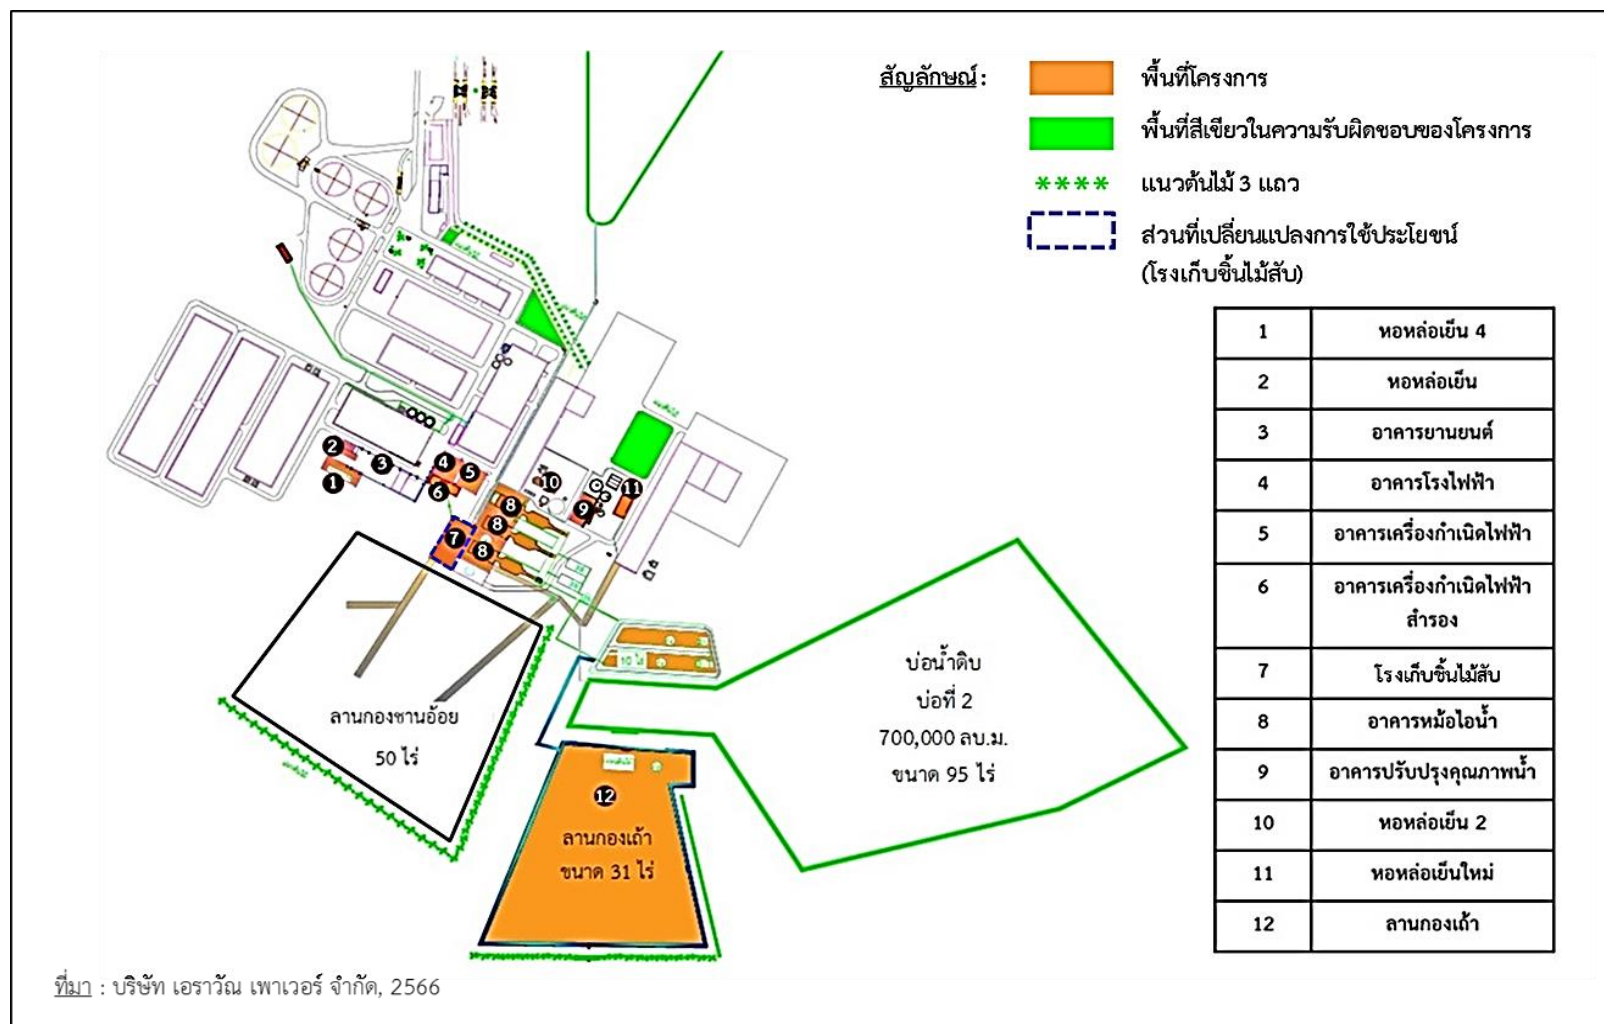 สัญลักษณ์ :
พื้นที่โครงการ
พื้นที่สีเขียวในความรับผิดชอบของโครงการ
แนวต้นไม้ 3 แถว
ส่วนที่เปลี่ยนแปลงการใช้ประโยชน์
(โรงเก็บชิ้นไม้สับ)
1 หอหล่อเย็น 4
2 หอหล่อเย็น
3 อาคารยานยนต์
4 อาคารโรงไฟฟ้า
5 อาคารเครื่องกำเนิดไฟฟ้า
6 อาคารเครื่องกำเนิดไฟฟ้า
สำรอง
7 โรงเก็บชิ้นไม้สับ
8 อาคารหม้อไอน้ำ
9 อาคารปรับปรุงคุณภาพน้ำ
10 หอหล่อเย็น 2
11 หอหล่อเย็นใหม่
12 ลานกองเถ้า
2
3
1
4
5
6
7
8
8
8
10
9
11
10 ไร่
บ่อน้ำดิบ
บ่อที่ 2
700,000 ลบ.ม.
ขนาด 95 ไร่
ลานกองชานอ้อย
50 ไร่
12
ลานกองเถ้า
ขนาด 31 ไร่
ที่มา : บริษัท เอราวัณ เพาเวอร์ จำกัด, 2566